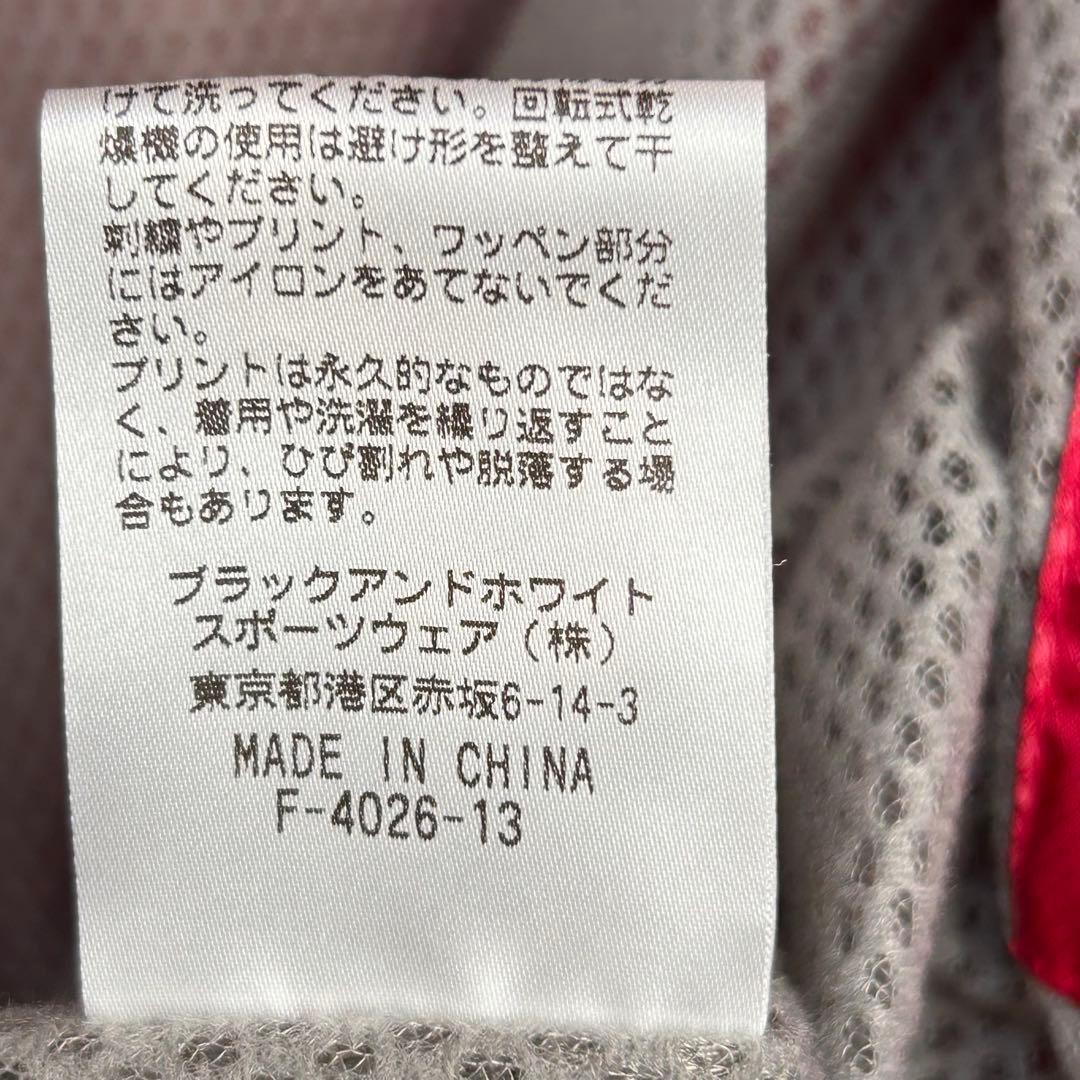 けて洗ってください。回転式乾
燥機の使用は避け形を整えて干
してください。
刺繍やプリント、ワッペン部分
にはアイロンをあてないでくだ
さい。
プリントは永久的なものではな
く、着用や洗濯を繰り返すこと
により、ひび割れや脱落する場
合もあります。
ブラックアンドホワイト
スポーツウェア(株)
東京都港区赤坂6-14-3
MADE IN CHINA
F-4026-13